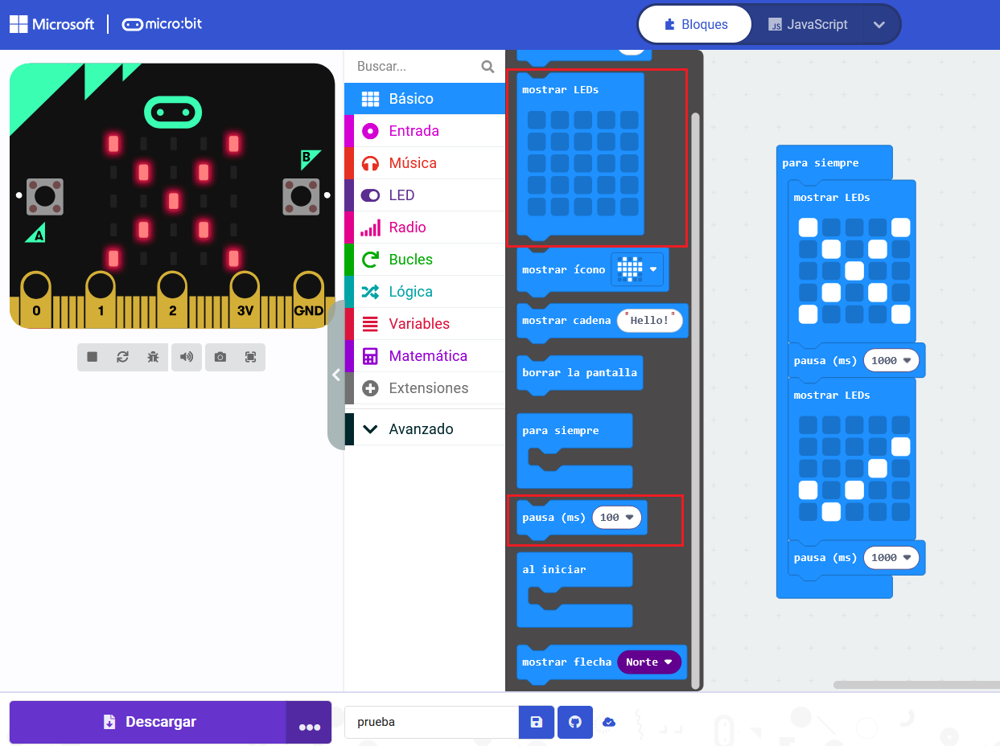 Microsoft
micro:bit
Bloques
JS
JavaScript
B
A
0
1
2
3V
GND
Buscar...
Básico
Entrada
Música
LED
Radio
Bucles
Lógica
Variables
Matemática
Extensiones
Avanzado
mostrar LEDs
mostrar ícono
mostrar cadena "Hello!"
borrar la pantalla
para siempre
pausa (ms) 100
al iniciar
mostrar flecha Norte
para siempre
mostrar LEDs
pausa (ms) 1000
mostrar LEDs
pausa (ms) 1000
Descargar
prueba